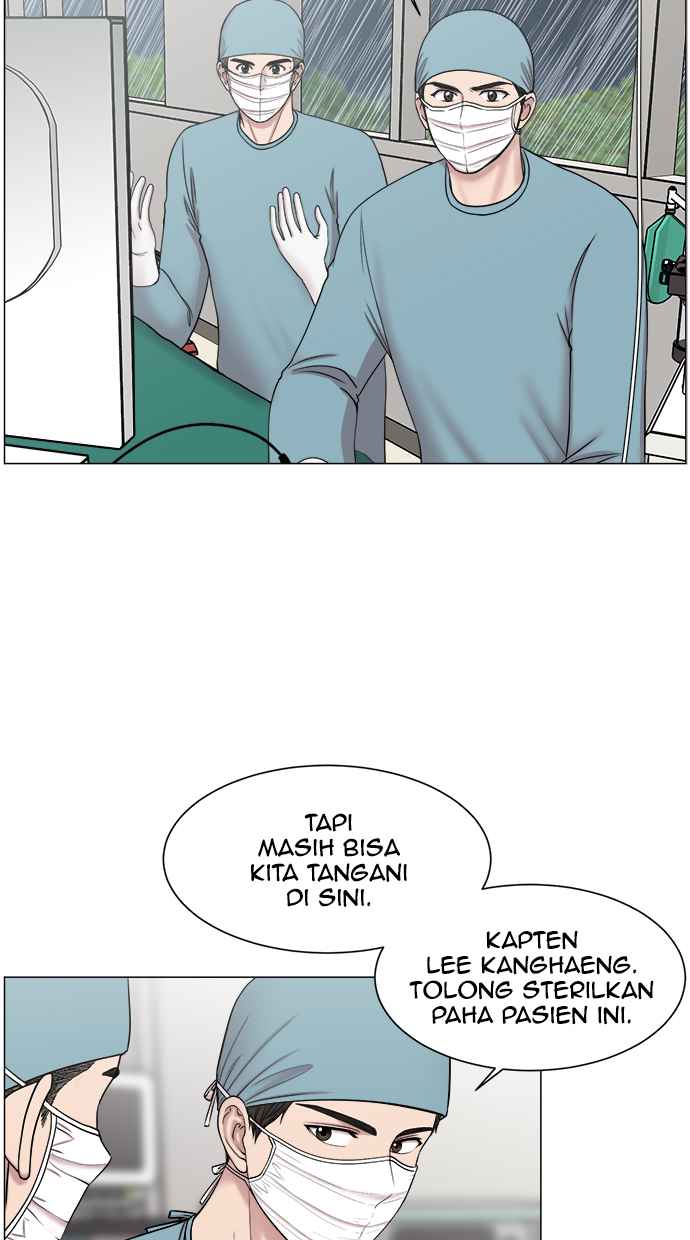 TAPI
MASIH BISA
KITA TANGANI
DI SINI.
KAPTEN
LEE KANGHAENG.
TOLONG STERILKAN
PAHA PASIEN INI.